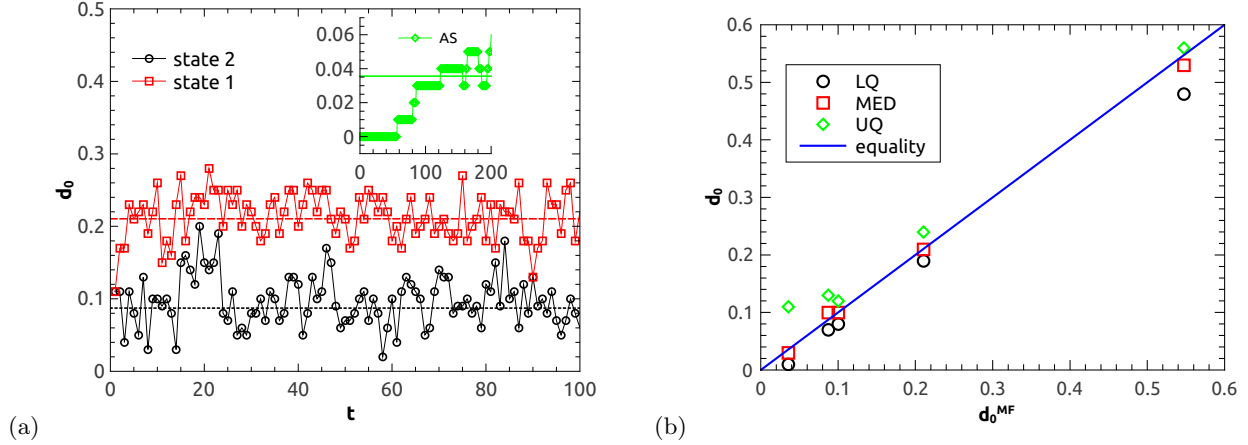 0.5
0.4
0.3
0.2
0.1
0
d₀
state 2
state 1
0.06
0.04
0.02
0
AS
0 100 200
0 20 40 60 80 100
t
(a)
0.6
0.5
0.4
0.3
0.2
0.1
0
d₀
LQ
MED
UQ
equality
0 0.1 0.2 0.3 0.4 0.5 0.6
d₀ᴹᶠ
(b)